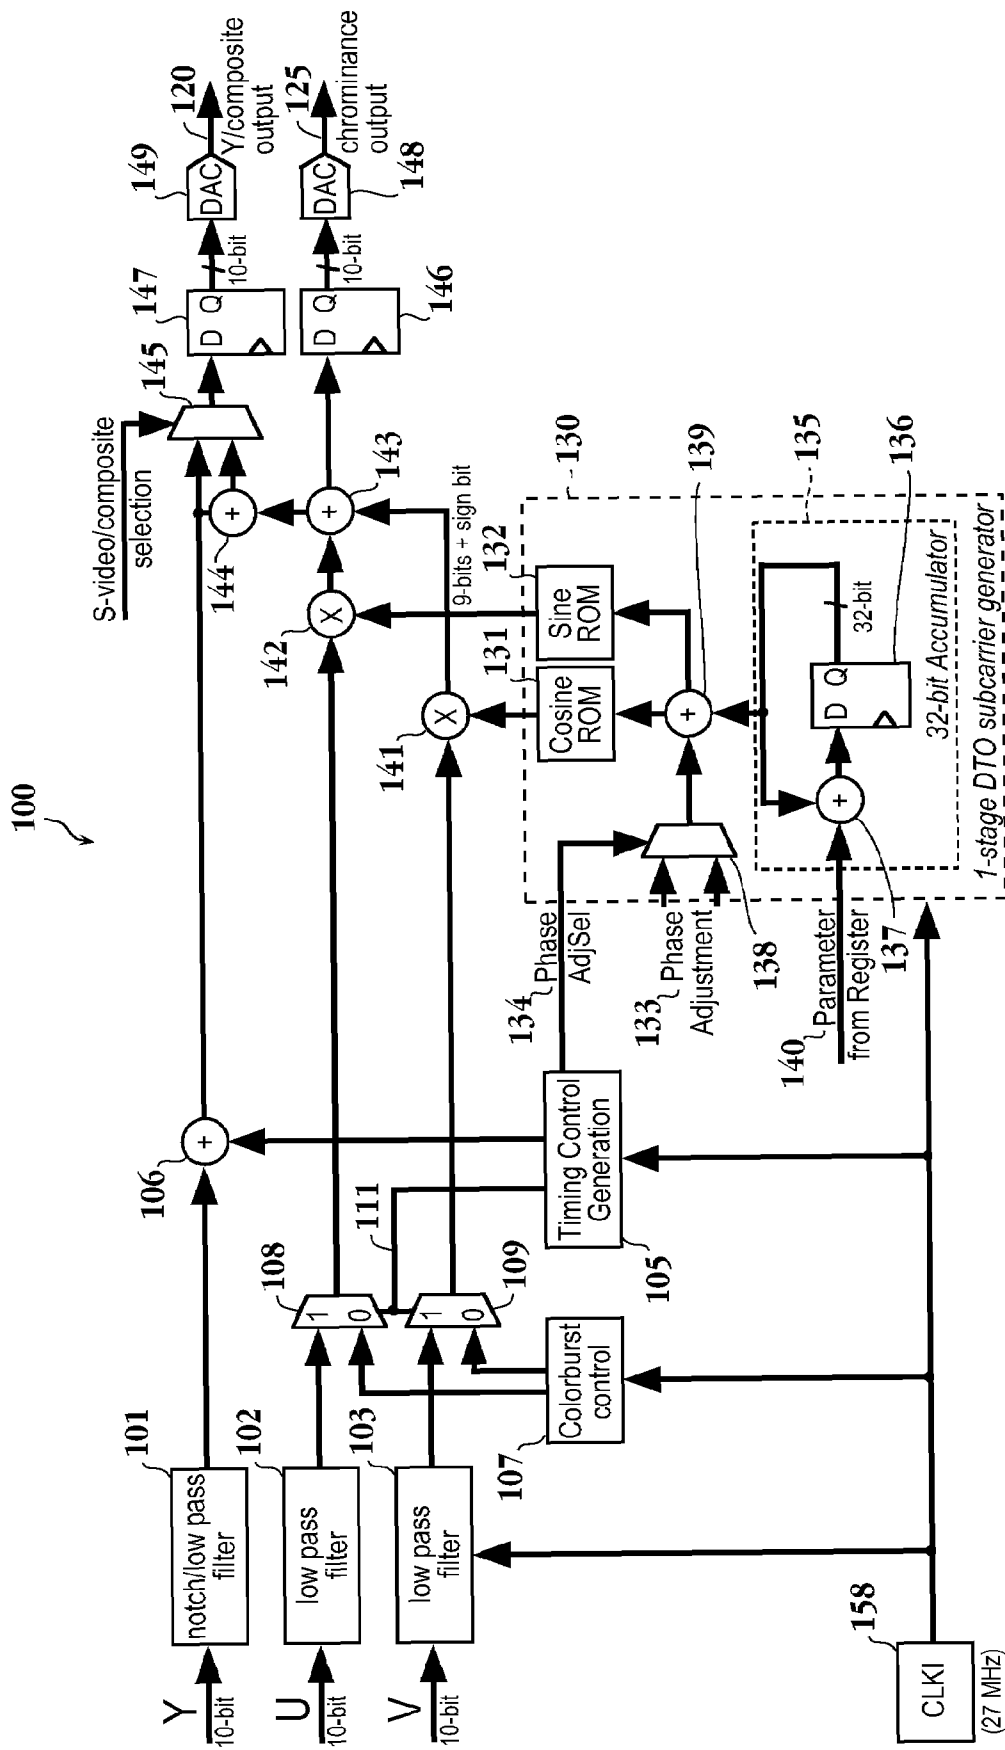 100
Y
10-bit
101
notch/low pass
filter
106
+
S-video/composite
selection
144
+
145
147
D Q
10-bit
149
DAC
120
Y/composite
output
U
10-bit
102
low pass
filter
108
1
0
142
X
143
+
D Q
146
10-bit
DAC
148
125
chrominance
output
V
10-bit
103
low pass
filter
111
109
1
0
141
X
9-bits + sign bit
107
Colorburst
control
105
Timing Control
Generation
134
Phase
AdjSel
133
Phase
Adjustment
138
130
131
Cosine
ROM
132
Sine
ROM
139
+
140
Parameter
from Register
137
+
135
D Q
136
32-bit
32-bit Accumulator
1-stage DTO subcarrier generator
158
CLKI
(27 MHz)